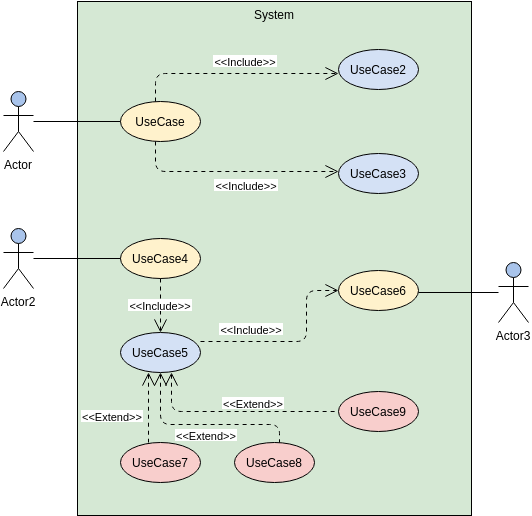 System
<<Include>>
UseCase2
UseCase
Actor
UseCase3
<<Include>>
UseCase4
Actor2
UseCase6
<<Include>>
<<Include>>
Actor3
UseCase5
<<Extend>>
UseCase9
<<Extend>>
<<Extend>>
UseCase7
UseCase8